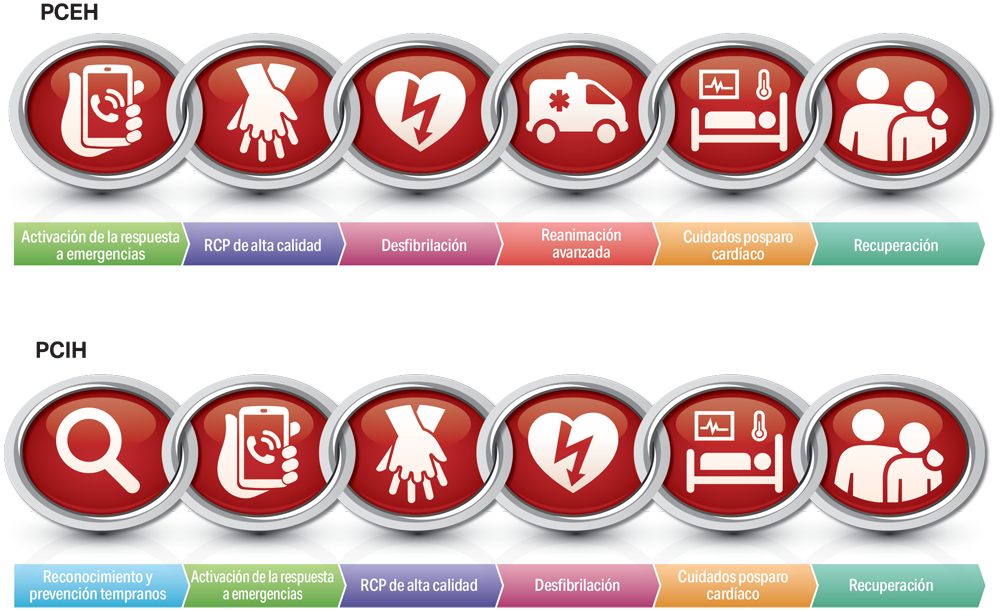 PCEH
Activación de la respuesta
a emergencias
RCP de alta calidad
Desfibrilación
Reanimación
avanzada
Cuidados posparo
cardíaco
Recuperación
PCIH
Reconocimiento y
prevención tempranos
Activación de la respuesta
a emergencias
RCP de alta calidad
Desfibrilación
Cuidados posparo
cardíaco
Recuperación